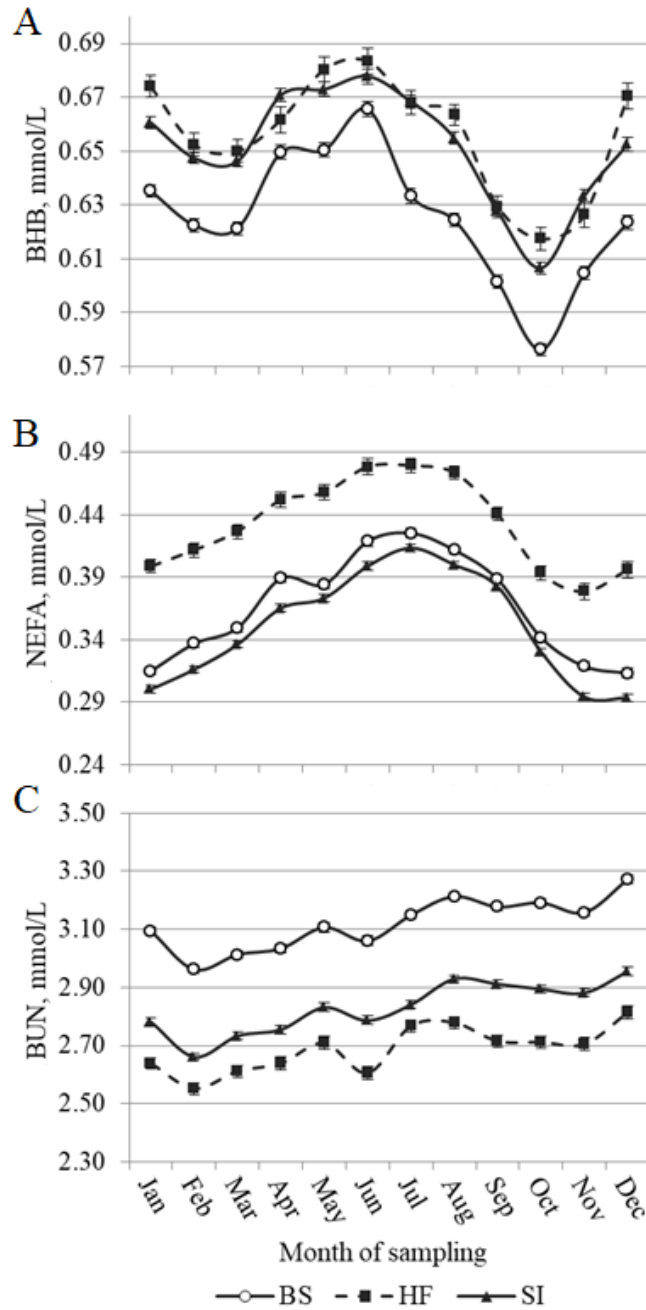 A
BHB, mmol/L
0.69
0.67
0.65
0.63
0.61
0.59
0.57
B
NEFA, mmol/L
0.49
0.44
0.39
0.34
0.29
0.24
C
BUN, mmol/L
3.50
3.30
3.10
2.90
2.70
2.50
2.30
Jan Feb Mar Apr May Jun Jul Aug Sep Oct Nov Dec
Month of sampling
BS HF SI